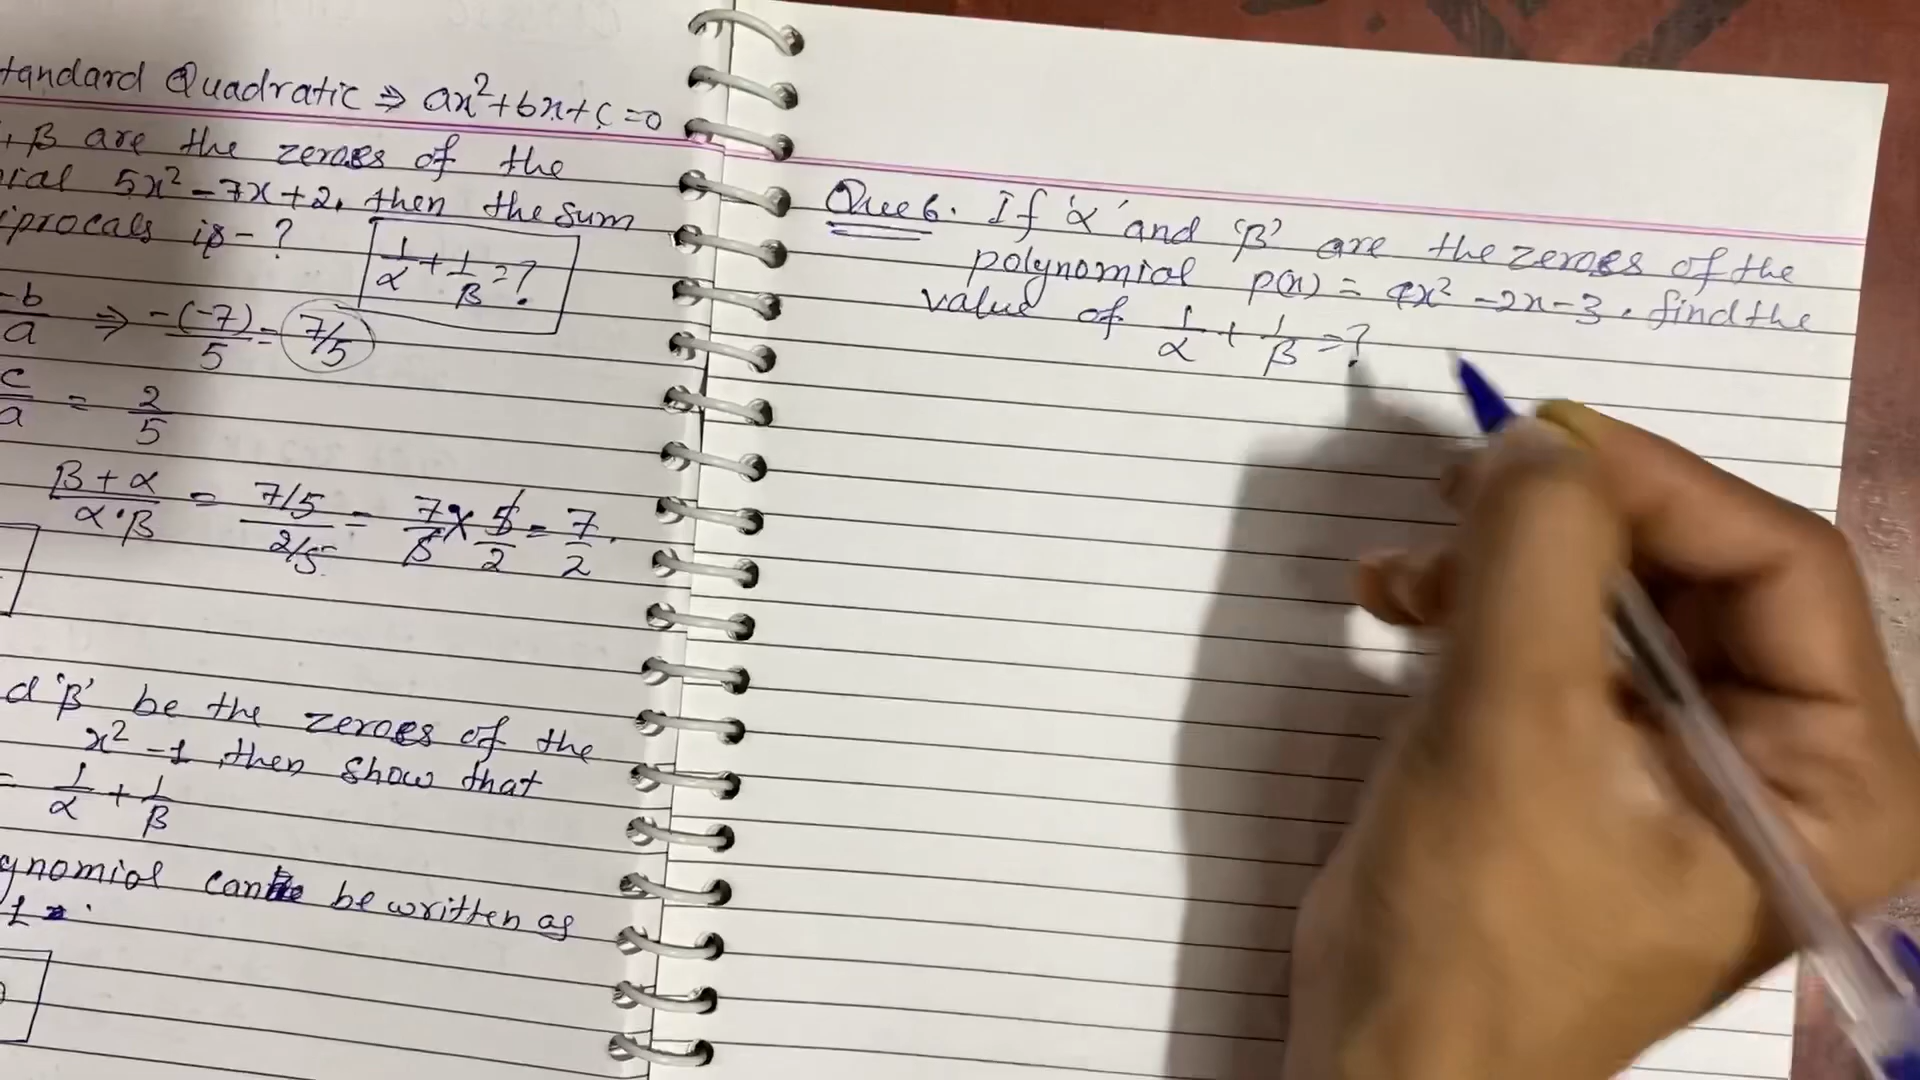 tandard Quadratic ⇒ ax²+bx+c=0
β are the zeroes of the
5x²-7x+2, then the sum
iprocals is-?
1/α + 1/β = ?
-b/a ⇒ -(-7)/5 = 7/5
c/a = 2/5
β+α/α·β = 7/5/2/5 = 7/5 × 5/2 = 7/2.
d 'β' be the zeroes of the
x²-1, then show that
= 1/α + 1/β
ynomial can be written as
Que 6. If 'α' and 'β' are the zeroes of the
polynomial p(x) = 4x² -2x-3. find the
value of 1/α + 1/β = ?